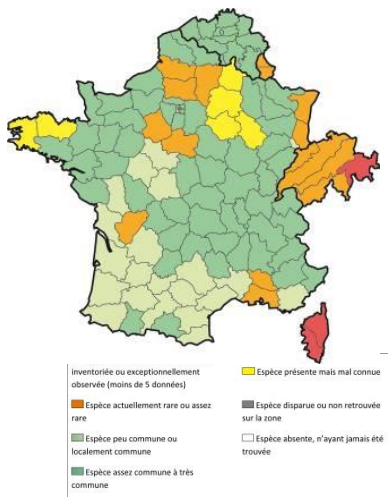 inventoriée ou exceptionnellement
observée (moins de 5 données)
Espèce actuellement rare ou assez
rare
Espèce peu commune ou
localement commune
Espèce assez commune à très
commune
Espèce présente mais mal connue
Espèce disparue ou non retrouvée
sur la zone
Espèce absente, n'ayant jamais été
trouvée